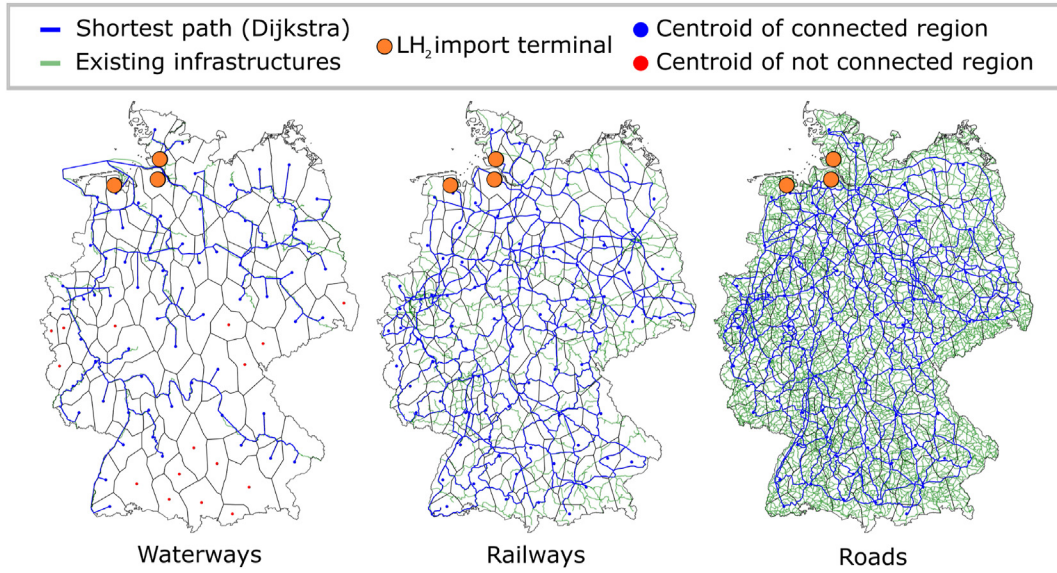 Shortest path (Dijkstra)
Existing infrastructures
LH₂ import terminal
Centroid of connected region
Centroid of not connected region
Waterways
Railways
Roads